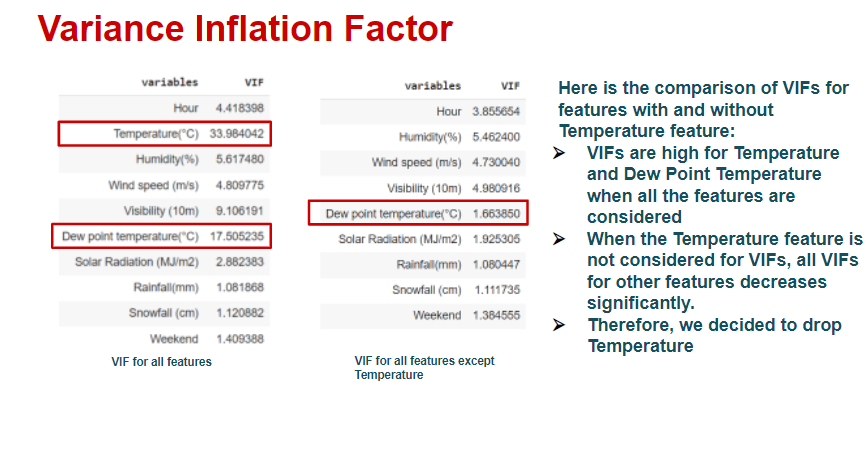 Variance Inflation Factor
variables VIF
Hour 4.418398
Temperature(°C) 33.984042
Humidity(%) 5.617480
Wind speed (m/s) 4.809775
Visibility (10m) 9.106191
Dew point temperature(°C) 17.505235
Solar Radiation (MJ/m2) 2.882383
Rainfall(mm) 1.081868
Snowfall (cm) 1.120882
Weekend 1.409388
VIF for all features
variables VIF
Hour 3.855654
Humidity(%) 5.462400
Wind speed (m/s) 4.730040
Visibility (10m) 4.980916
Dew point temperature(°C) 1.663850
Solar Radiation (MJ/m2) 1.925305
Rainfall(mm) 1.080447
Snowfall (cm) 1.111735
Weekend 1.384555
VIF for all features except
Temperature
Here is the comparison of VIFs for
features with and without
Temperature feature:
➢ VIFs are high for Temperature
and Dew Point Temperature
when all the features are
considered
➢ When the Temperature feature is
not considered for VIFs, all VIFs
for other features decreases
significantly.
➢ Therefore, we decided to drop
Temperature